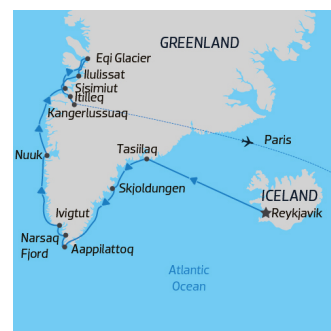 GREENLAND
Eqi Glacier
Ilulissat
Sisimiut
Itilleq
Kangerlussuaq
Paris
Nuuk
Tasiilaq
Skjoldungen
ICELAND
Reykjavik
Ivigtut
Narsaq
Fjord
Aappilattoq
Atlantic
Ocean